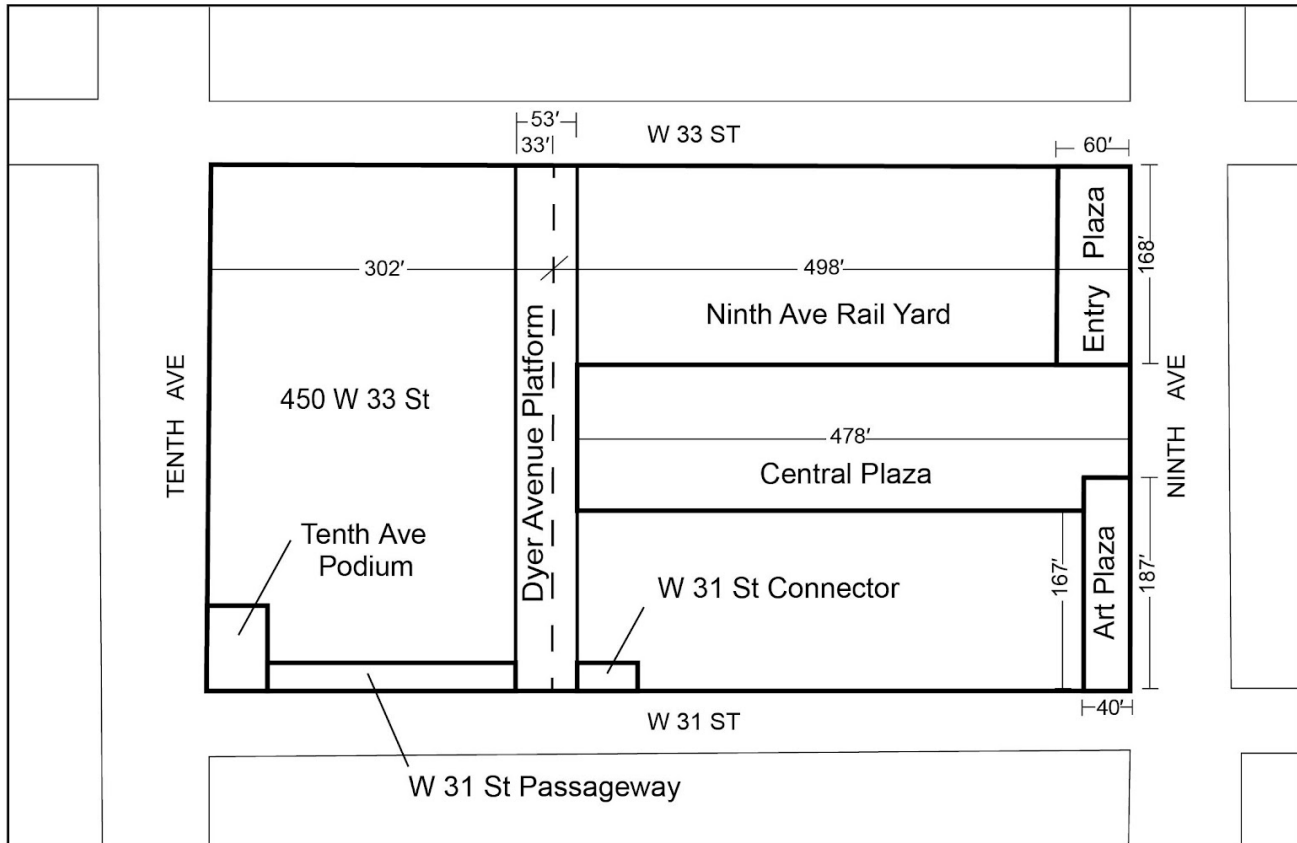 53′
W 33 ST
33′
60′
Entry Plaza
168′
302′
498′
Ninth Ave Rail Yard
TENTH AVE
450 W 33 St
Dyer Avenue Platform
NINTH AVE
478′
Central Plaza
Tenth Ave
Podium
W 31 St Connector
167′
Art Plaza
187′
40′
W 31 ST
W 31 St Passageway